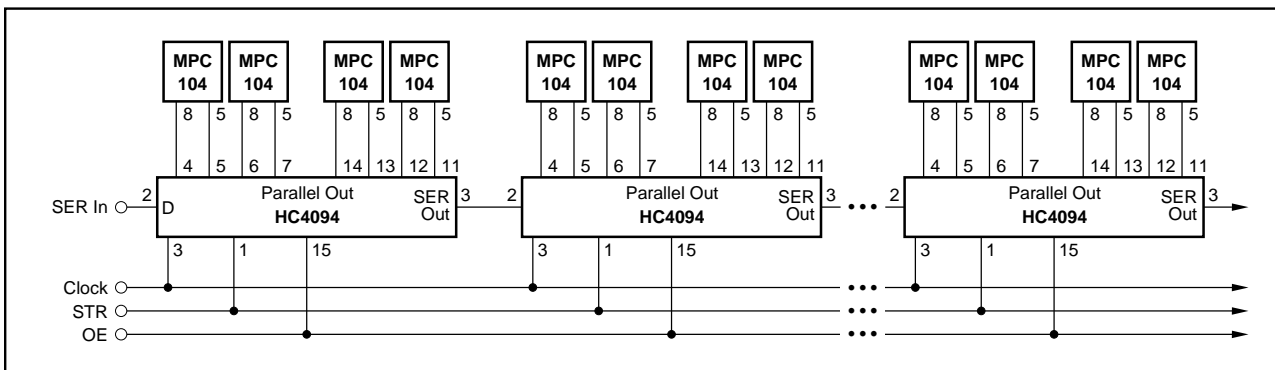 MPC 104 MPC 104 MPC 104 MPC 104 MPC 104 MPC 104 MPC 104 MPC 104 MPC 104 MPC 104 MPC 104 MPC 104
8 5 8 5 8 5 8 5 8 5 8 5 8 5 8 5 8 5 8 5 8 5 8 5
4 5 6 7 14 13 12 11 4 5 6 7 14 13 12 11 4 5 6 7 14 13 12 11
SER In 2 D Parallel Out HC4094 SER Out 3 2 Parallel Out HC4094 SER Out 3 2 Parallel Out HC4094 SER Out 3
3 1 15 3 1 15 3 1 15
Clock
STR
OE